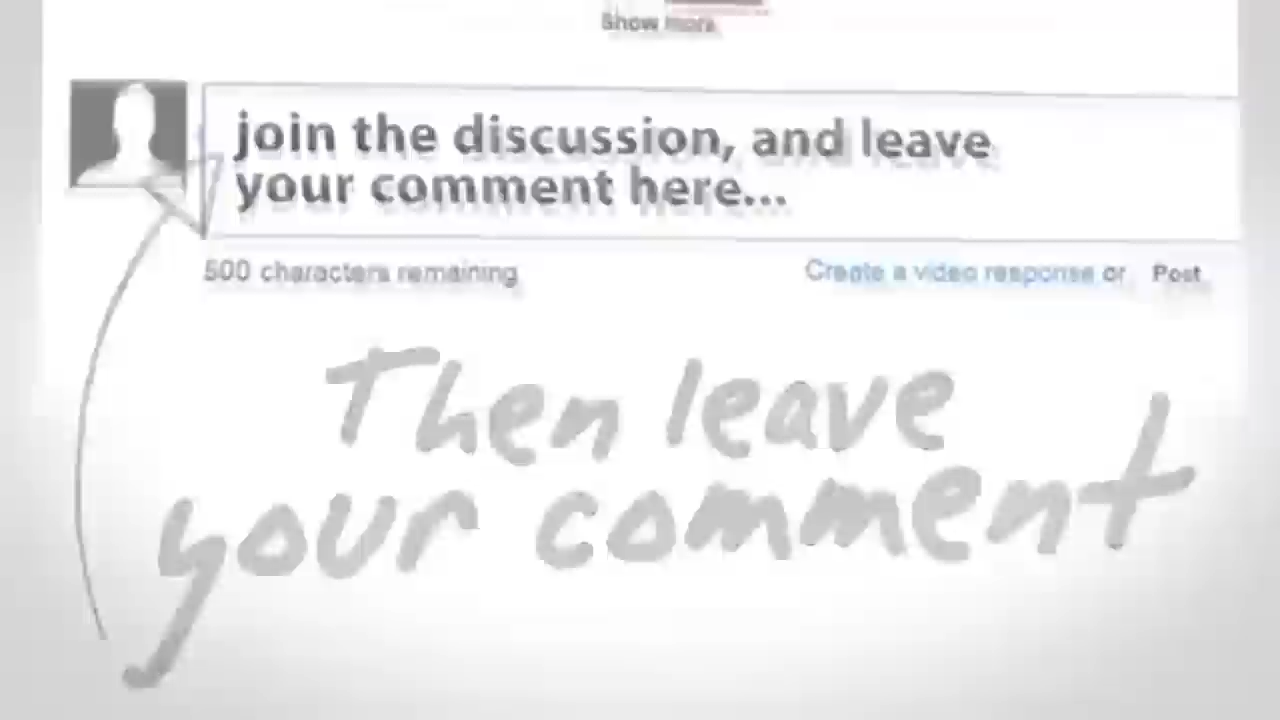 Show more
join the discussion, and leave
your comment here...
500 characters remaining
Create a video response or Post
Then leave
your comment